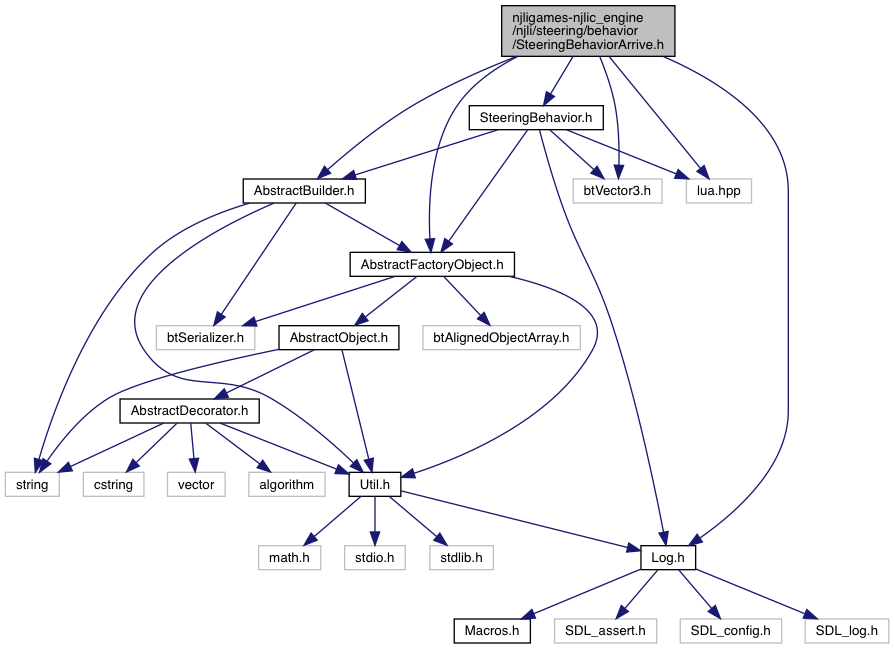 njligames-njlic_engine
/njli/steering/behavior
/SteeringBehaviorArrive.h
SteeringBehavior.h
AbstractBuilder.h
btVector3.h
lua.hpp
AbstractFactoryObject.h
btSerializer.h
AbstractObject.h
btAlignedObjectArray.h
AbstractDecorator.h
string
cstring
vector
algorithm
Util.h
math.h
stdio.h
stdlib.h
Log.h
Macros.h
SDL_assert.h
SDL_config.h
SDL_log.h